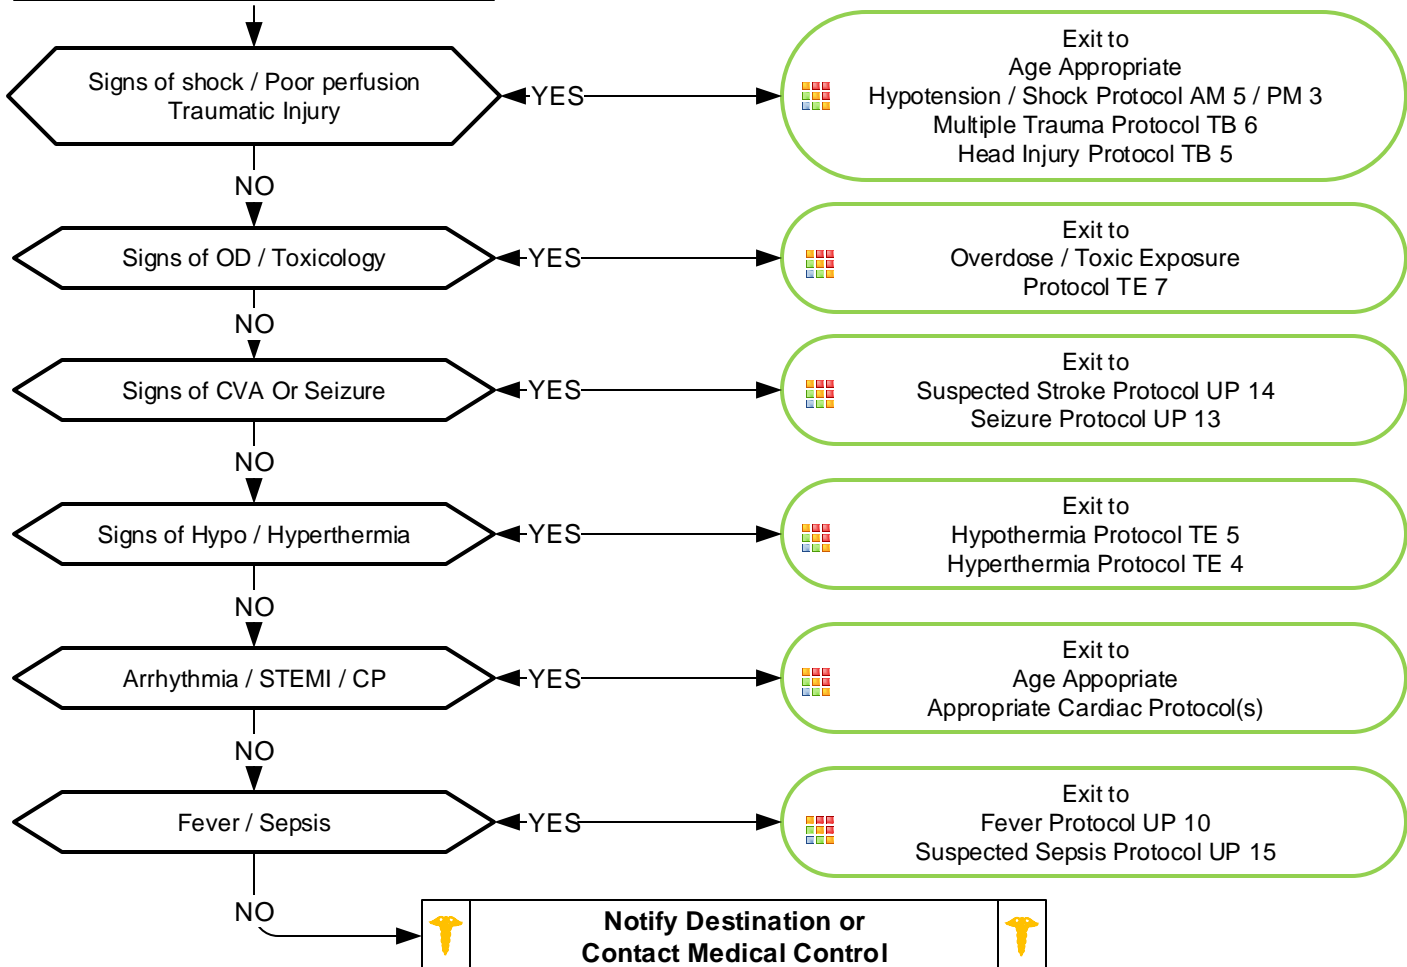 Signs of shock / Poor perfusion
Traumatic Injury
YES
Exit to
Age Appropriate
Hypotension / Shock Protocol AM 5 / PM 3
Multiple Trauma Protocol TB 6
Head Injury Protocol TB 5
NO
Signs of OD / Toxicology
YES
Exit to
Overdose / Toxic Exposure
Protocol TE 7
NO
Signs of CVA Or Seizure
YES
Exit to
Suspected Stroke Protocol UP 14
Seizure Protocol UP 13
NO
Signs of Hypo / Hyperthermia
YES
Exit to
Hypothermia Protocol TE 5
Hyperthermia Protocol TE 4
NO
Arrhythmia / STEMI / CP
YES
Exit to
Age Appopriate
Appropriate Cardiac Protocol(s)
NO
Fever / Sepsis
YES
Exit to
Fever Protocol UP 10
Suspected Sepsis Protocol UP 15
NO
Notify Destination or
Contact Medical Control